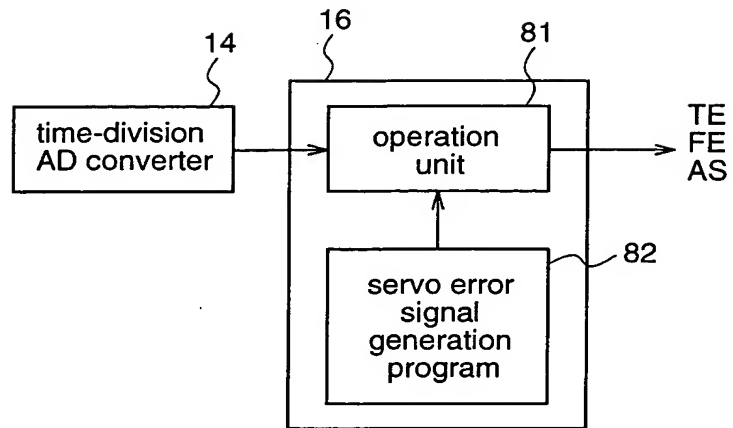 14
16
81
time-division
AD converter
operation
unit
TE
FE
AS
82
servo error
signal
generation
program